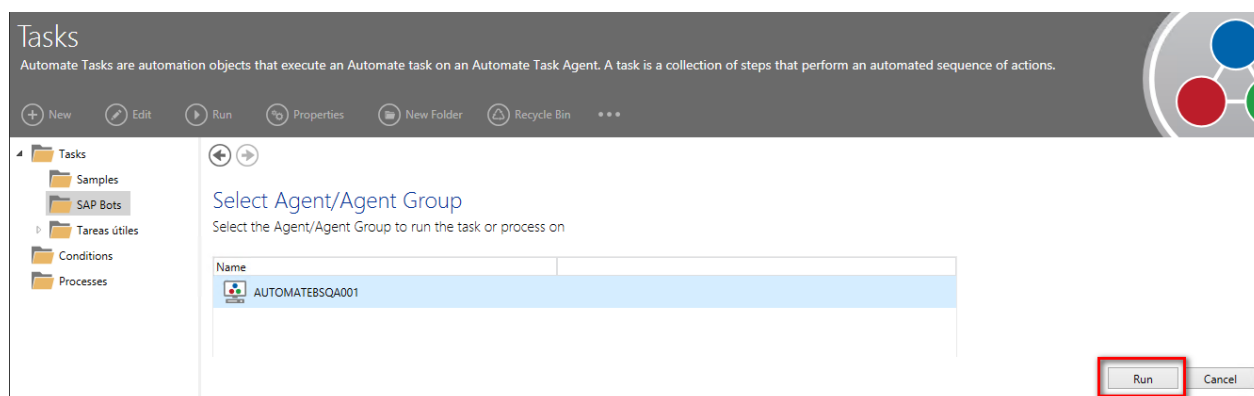 Tasks
Automate Tasks are automation objects that execute an Automate task on an Automate Task Agent. A task is a collection of steps that perform an automated sequence of actions.
New Edit Run Properties New Folder Recycle Bin
Tasks
Samples
SAP Bots
Tareas útiles
Conditions
Processes
Select Agent/Agent Group
Select the Agent/Agent Group to run the task or process on
Name
AUTOMATEBSQA001
Run Cancel